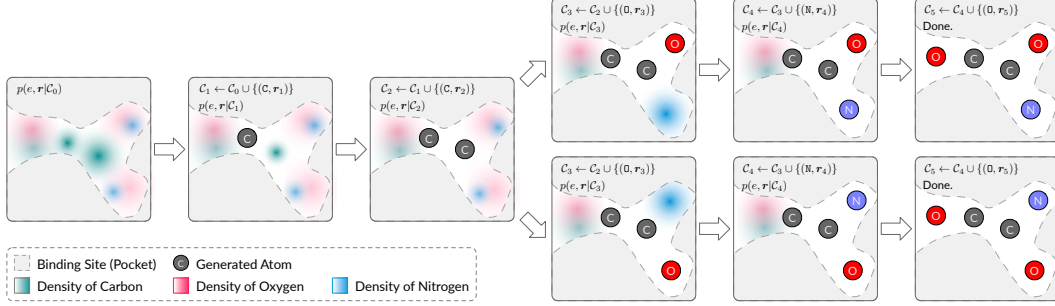 p(e, r|C₀)
C₁ ← C₀ ∪ {(C, r₁)}
p(e, r|C₁)
C
C₂ ← C₁ ∪ {(C, r₂)}
p(e, r|C₂)
C
C
C₃ ← C₂ ∪ {(O, r₃)}
p(e, r|C₃)
O
C
C
C₄ ← C₃ ∪ {(N, r₄)}
p(e, r|C₄)
O
C
C
N
C₅ ← C₄ ∪ {(O, r₅)}
Done.
O
O
C
C
N
C₃ ← C₂ ∪ {(O, r₃)}
p(e, r|C₃)
C
C
O
C₄ ← C₃ ∪ {(N, r₄)}
p(e, r|C₄)
N
C
C
O
C₅ ← C₄ ∪ {(O, r₅)}
Done.
N
O
C
C
O
Binding Site (Pocket)
C Generated Atom
Density of Carbon
Density of Oxygen
Density of Nitrogen